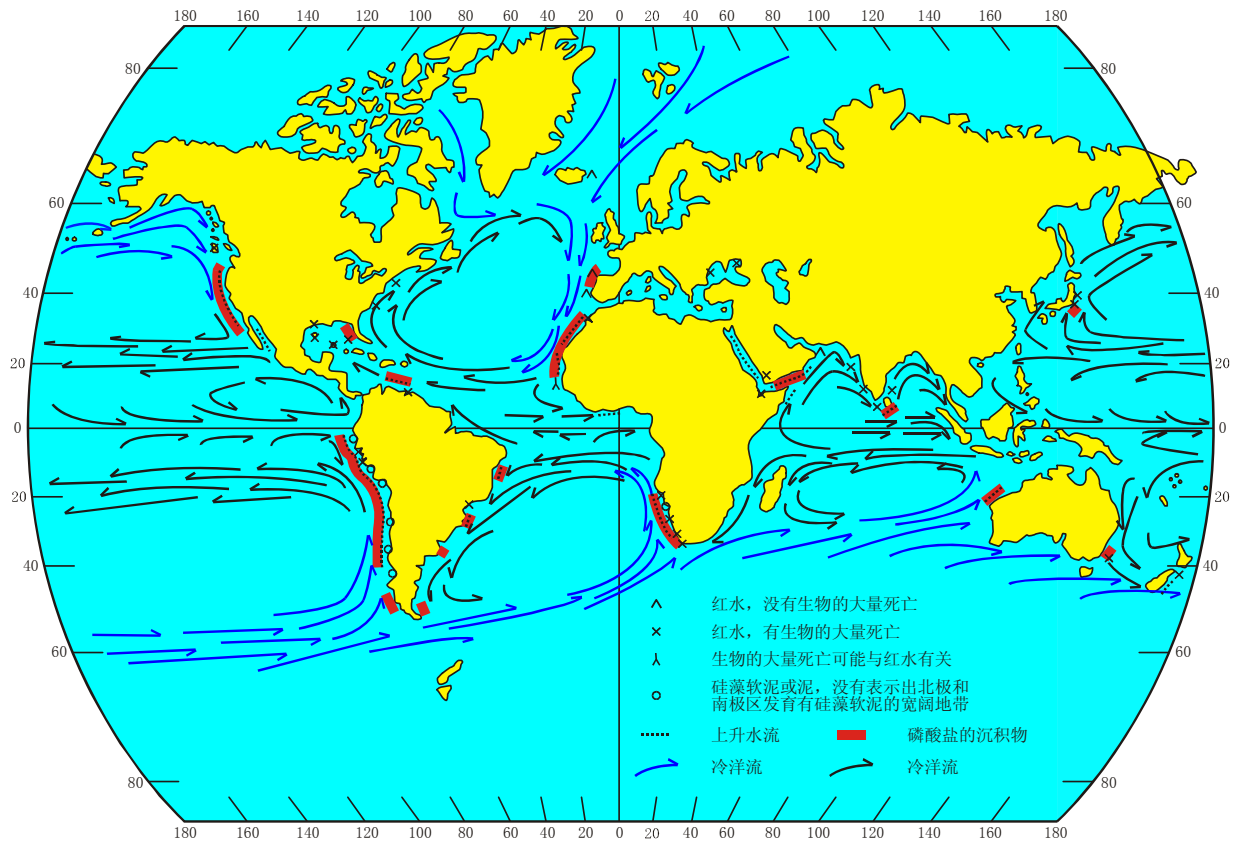 180 160 140 120 100 80 60 40 20 0 20 40 60 80 100 120 140 160 180
80 80
60 60
40 40
20 20
0 0
20 20
40 40
60 60
80 80
红水，没有生物的大量死亡
红水，有生物的大量死亡
生物的大量死亡可能与红水有关
硅藻软泥或泥，没有表示出北极和
南极区发育有硅藻软泥的宽阔地带
上升水流 磷酸盐的沉积物
冷洋流 冷洋流
180 160 140 120 100 80 60 40 20 0 20 40 60 80 100 120 140 160 180